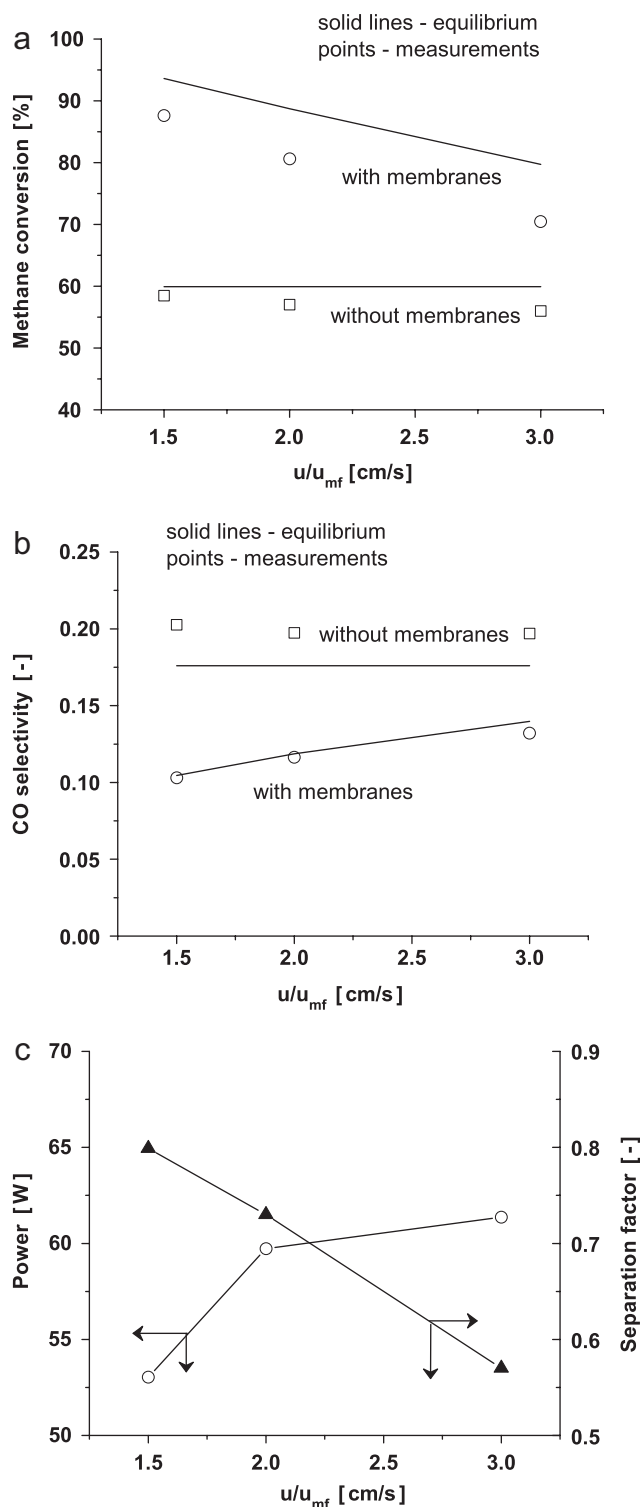 a
solid lines - equilibrium
points - measurements
100
90
80
70
60
50
40
Methane conversion [%]
with membranes
without membranes
1.5 2.0 2.5 3.0
u/umf [cm/s]
b
solid lines - equilibrium
points - measurements
0.25
0.20
0.15
0.10
0.05
0.00
CO selectivity [-]
without membranes
with membranes
1.5 2.0 2.5 3.0
u/umf [cm/s]
c
70
65
60
55
50
Power [W]
0.9
0.8
0.7
0.6
0.5
Separation factor [-]
1.5 2.0 2.5 3.0
u/umf [cm/s]